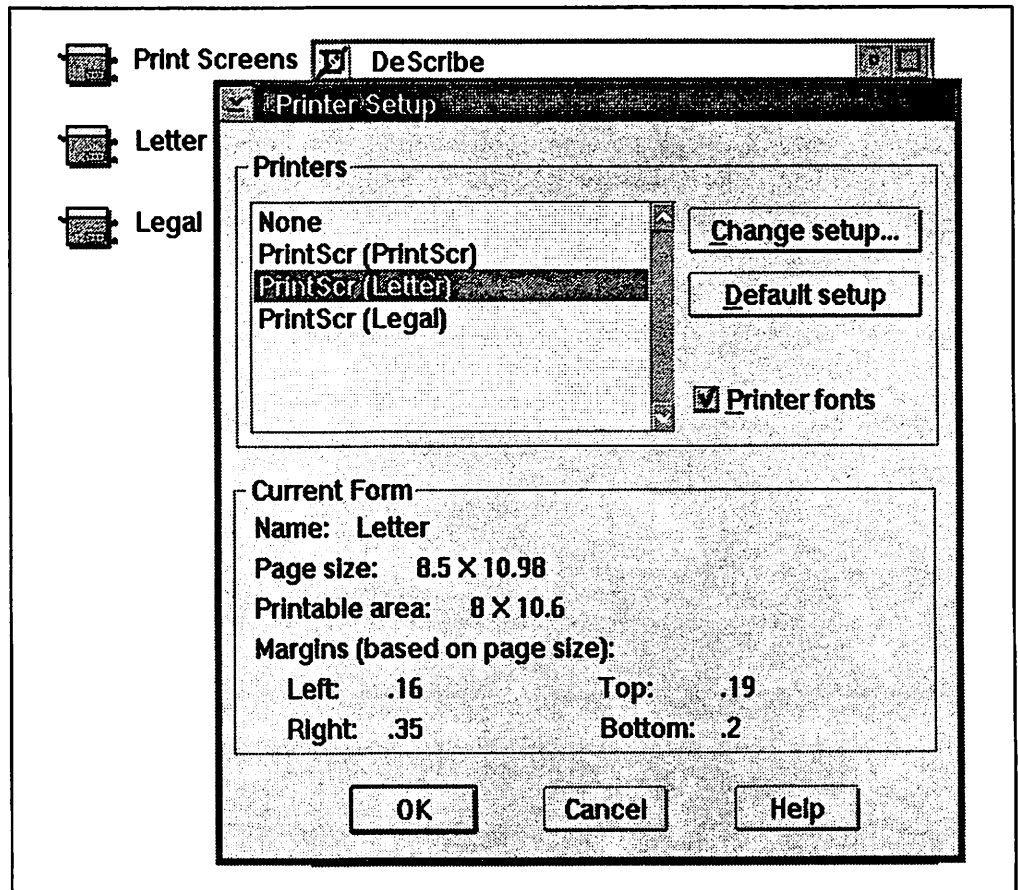 Print Screens
DeScribe
Printer Setup
Letter
Legal
Printers
None
PrintScr (PrintScr)
PrintScr (Letter)
PrintScr (Legal)
Change setup...
Default setup
Printer fonts
Current Form
Name: Letter
Page size: 8.5 X 10.98
Printable area: 8 X 10.6
Margins (based on page size):
Left: .16 Top: .19
Right: .35 Bottom: .2
OK Cancel Help